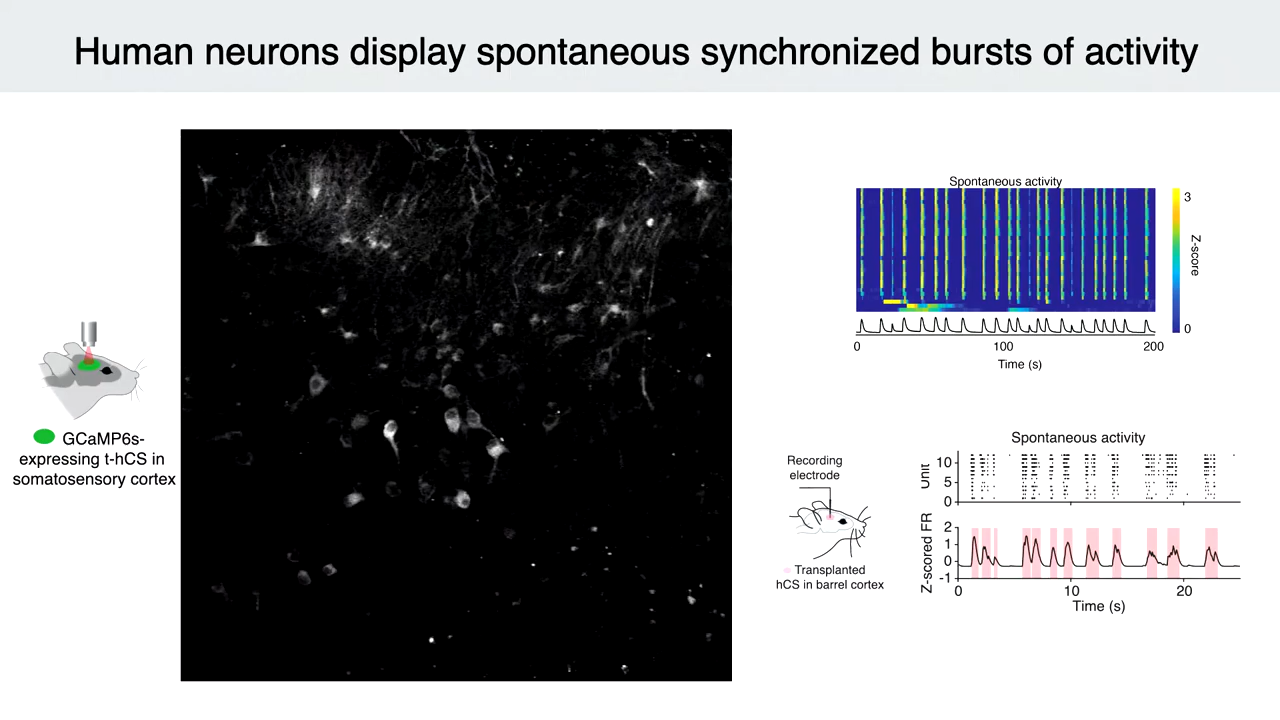 Human neurons display spontaneous synchronized bursts of activity
GCaMP6s-
expressing t-hCS in
somatosensory cortex
Spontaneous activity
3
Z-score
0
0 100 200
Time (s)
Recording
electrode
Transplanted
hCS in barrel cortex
Spontaneous activity
Unit
10
5
0
Z-scored FR
2
1
0
-1
0 10 20
Time (s)